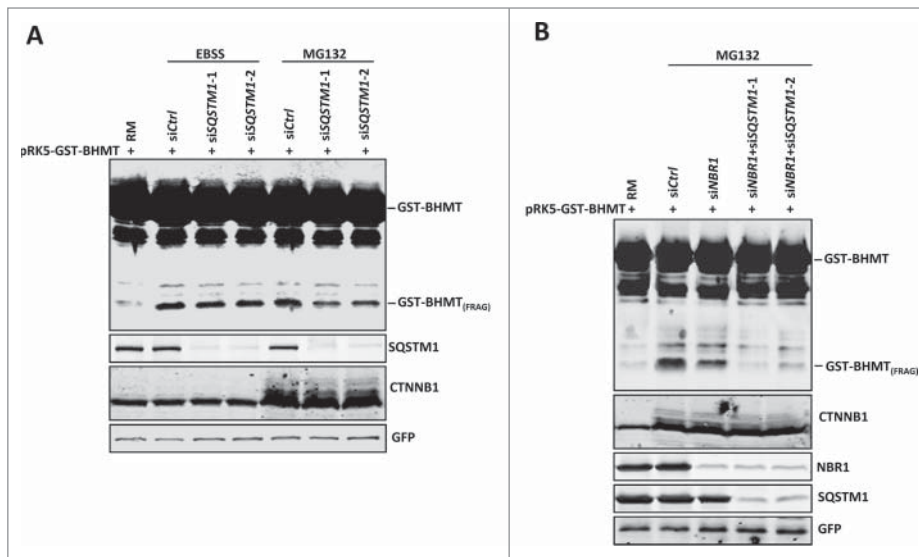 A
EBSS
MG132
RM
siCtrl
siSQSTM1-1
siSQSTM1-2
siCtrl
siSQSTM1-1
siSQSTM1-2
pRK5-GST-BHMT + + + + + + +
GST-BHMT
GST-BHMT(FRAG)
SQSTM1
CTNNB1
GFP
B
MG132
RM
siCtrl
siNBR1
siNBR1+siSQSTM1-1
siNBR1+siSQSTM1-2
pRK5-GST-BHMT + + + + +
GST-BHMT
GST-BHMT(FRAG)
CTNNB1
NBR1
SQSTM1
GFP